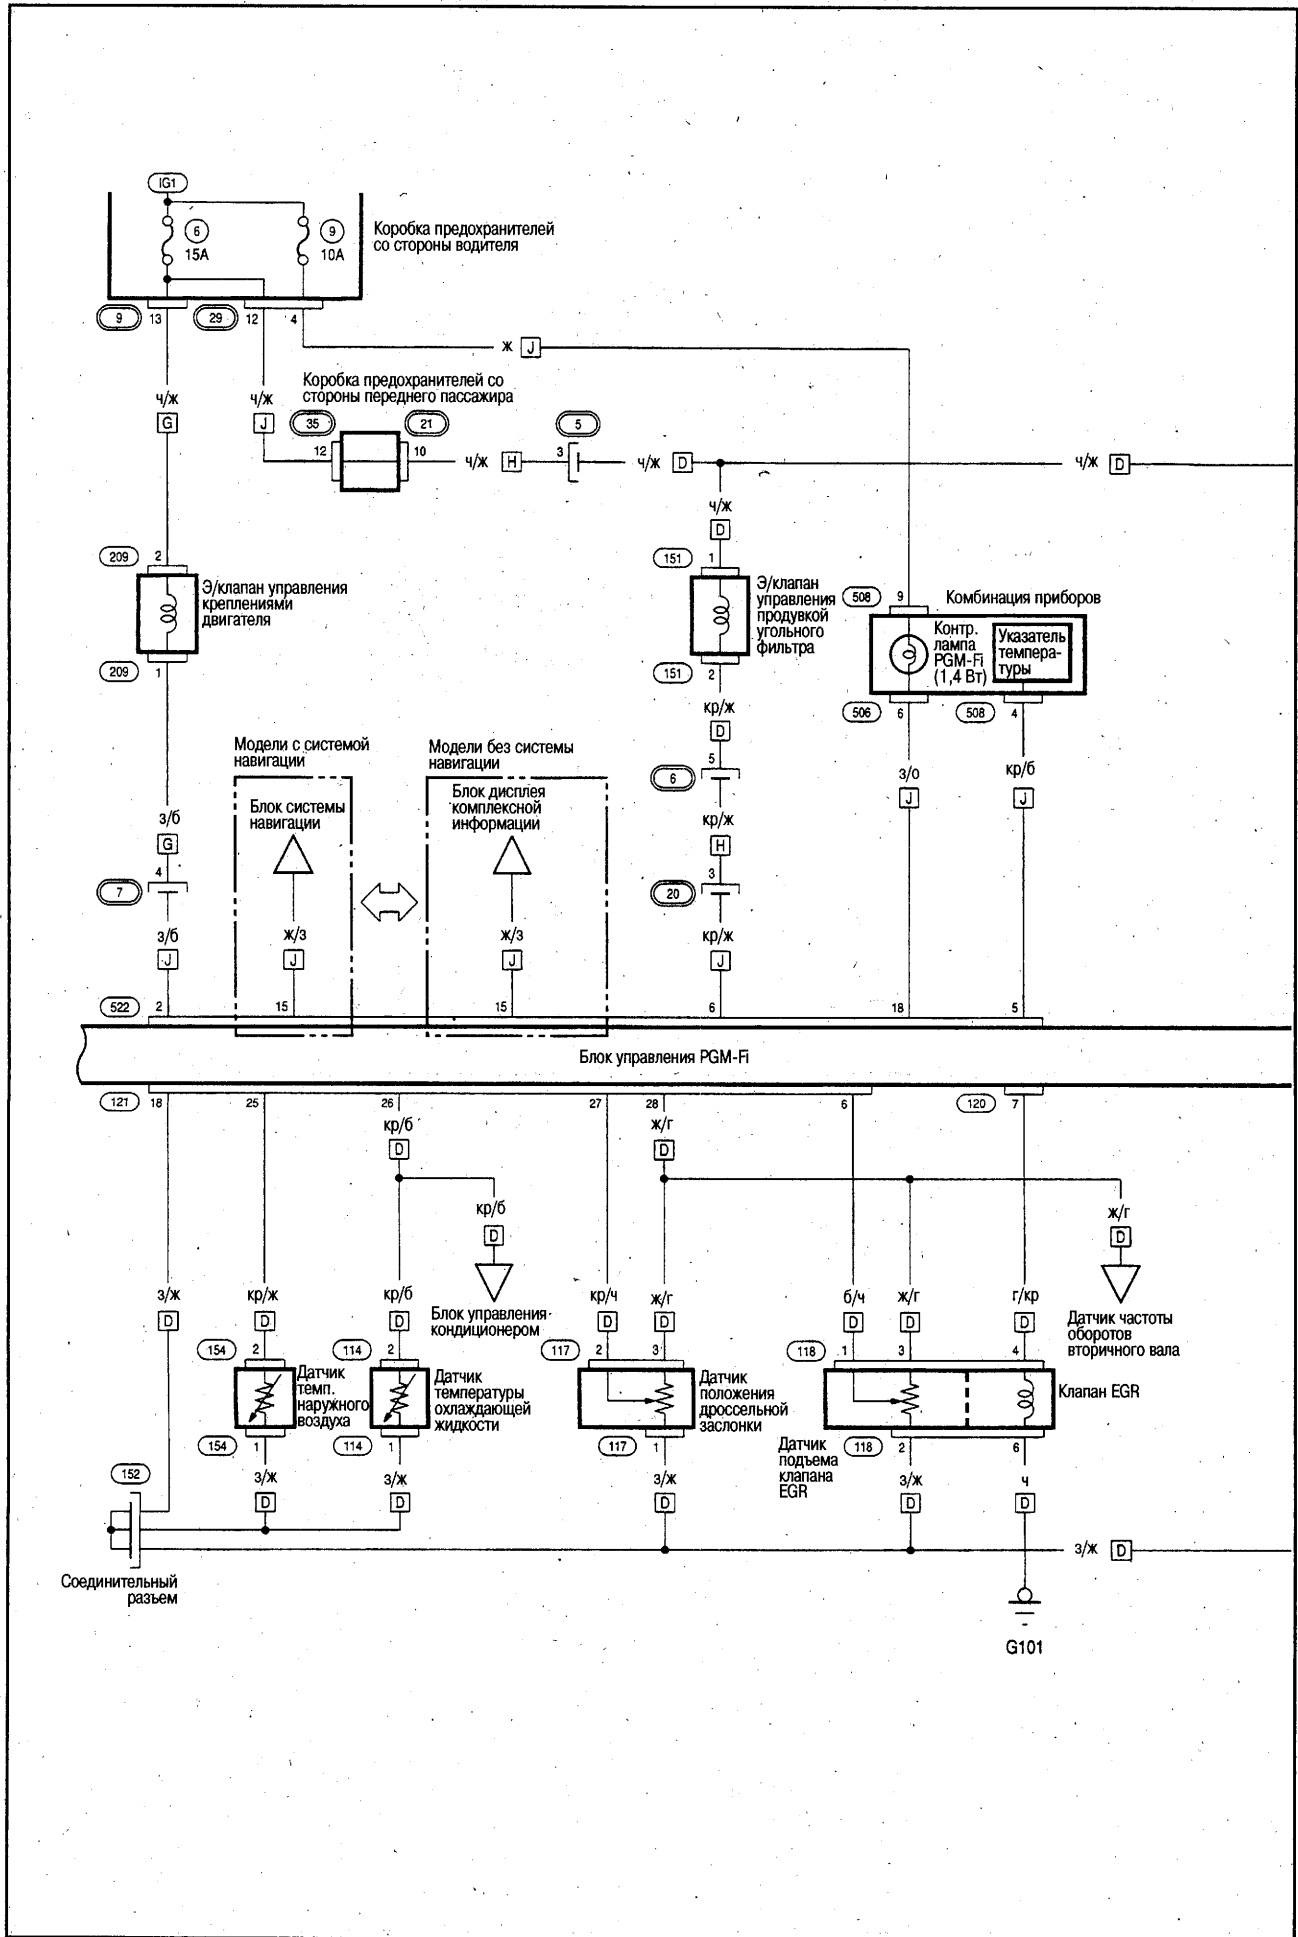 IG1
6
15A
9
10A
Коробка предохранителей
со стороны водителя
9
13
29
12
4
ж
J
Коробка предохранителей со
стороны переднего пассажира
ч/ж
G
ч/ж
J
35
21
5
12
10
ч/ж
H
3
ч/ж
D
ч/ж
D
ч/ж
D
209
2
Э/клапан управления
креплениями
двигателя
209
1
151
1
Э/клапан
управления
продувкой
угольного
фильтра
151
2
508
9
Комбинация приборов
Контр.
лампа
PGM-Fi
(1,4 Вт)
Указатель
темпера-
туры
506
6
508
4
кр/ж
D
5
6
кр/ж
H
3
20
кр/ж
J
з/о
J
кр/б
J
Модели с системой
навигации
Блок системы
навигации
ж/з
J
Модели без системы
навигации
Блок дисплея
комплексной
информации
ж/з
J
з/б
G
4
7
з/б
J
522
2
15
15
6
18
5
Блок управления PGM-Fi
121
18
25
26
27
28
6
120
7
кр/б
D
ж/г
D
кр/б
D
Блок управления
кондиционером
ж/г
D
Датчик частоты
оборотов
вторичного вала
з/ж
D
кр/ж
D
кр/б
D
кр/ч
D
ж/г
D
б/ч
D
ж/г
D
г/кр
D
154
2
Датчик
темп.
наружного
воздуха
154
1
114
2
Датчик
температуры
охлаждающей
жидкости
114
1
117
2
3
Датчик
положения
дроссельной
заслонки
117
1
118
1
3
4
Клапан EGR
Датчик
подъема
клапана
EGR
118
2
6
152
з/ж
D
з/ж
D
з/ж
D
з/ж
D
ч
D
з/ж
D
Соединительный
разъем
G101